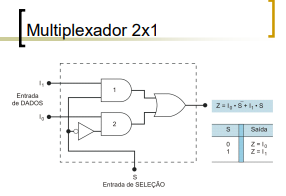 Multiplexador 2x1
I₁
Entrada
de DADOS
I₀
1
2
Z = I₀ • S + I₁ • S
S Saída
0 Z = I₀
1 Z = I₁
S
Entrada de SELEÇÃO